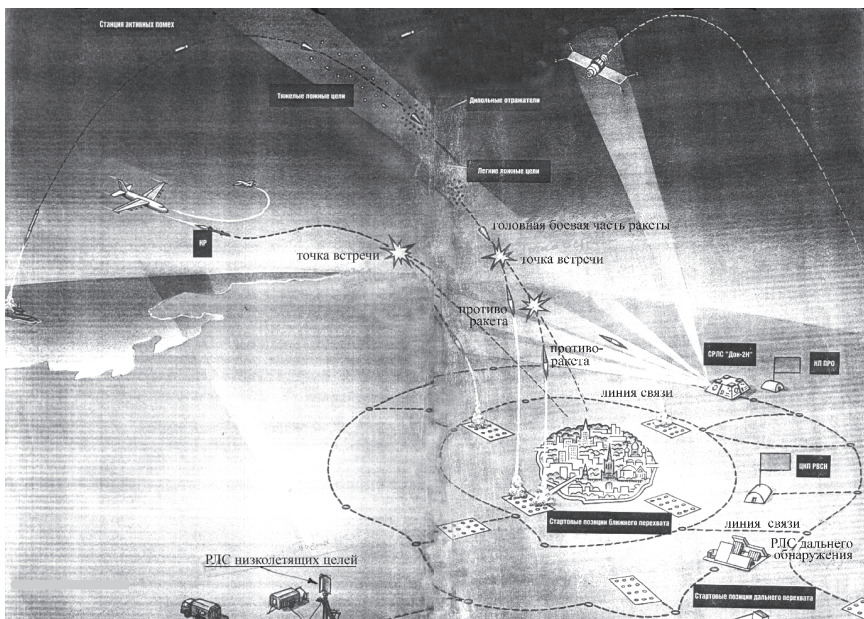 Станция активных помех
Тяжелые ложные цели
Дипольные отражатели
Легкие ложные цели
головная боевая часть ракеты
КР
точка встречи
точка встречи
противо
ракета
противо-
ракета
СРЛС "Дон-2Н"
КП ПРО
линия связи
ЦКП РВСН
Стартовые позиции ближнего перехвата
линия связи
РЛС дальнего
обнаружения
РЛС низколетящих целей
Стартовые позиции дальнего перехвата